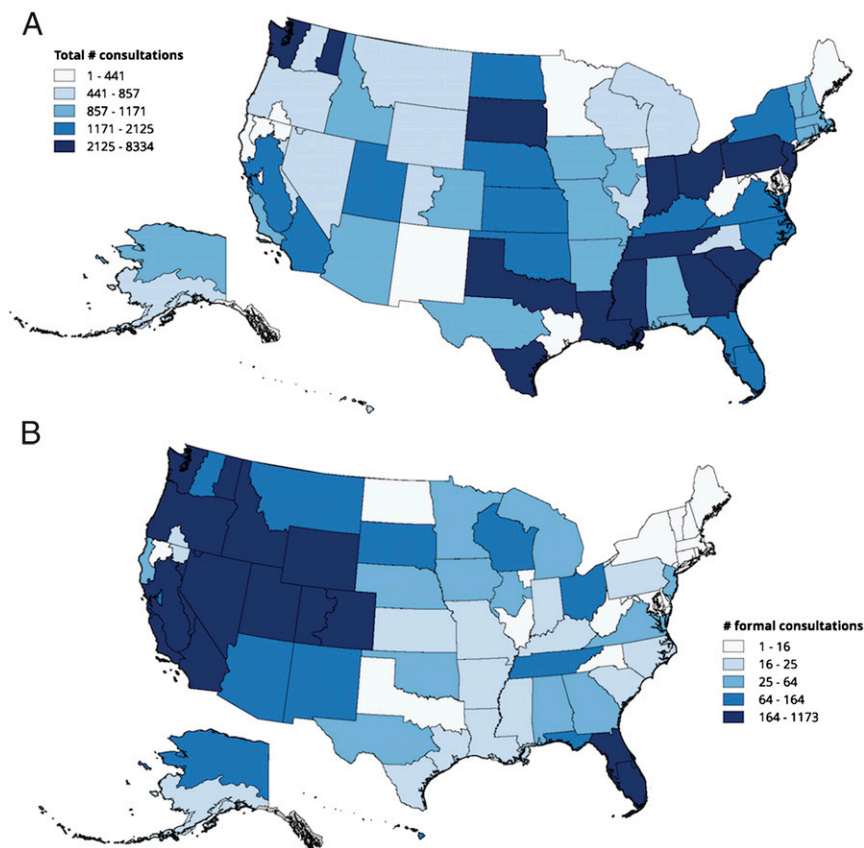 A
Total # consultations
1 - 441
441 - 857
857 - 1171
1171 - 2125
2125 - 8334
B
# formal consultations
1 - 16
16 - 25
25 - 64
64 - 164
164 - 1173